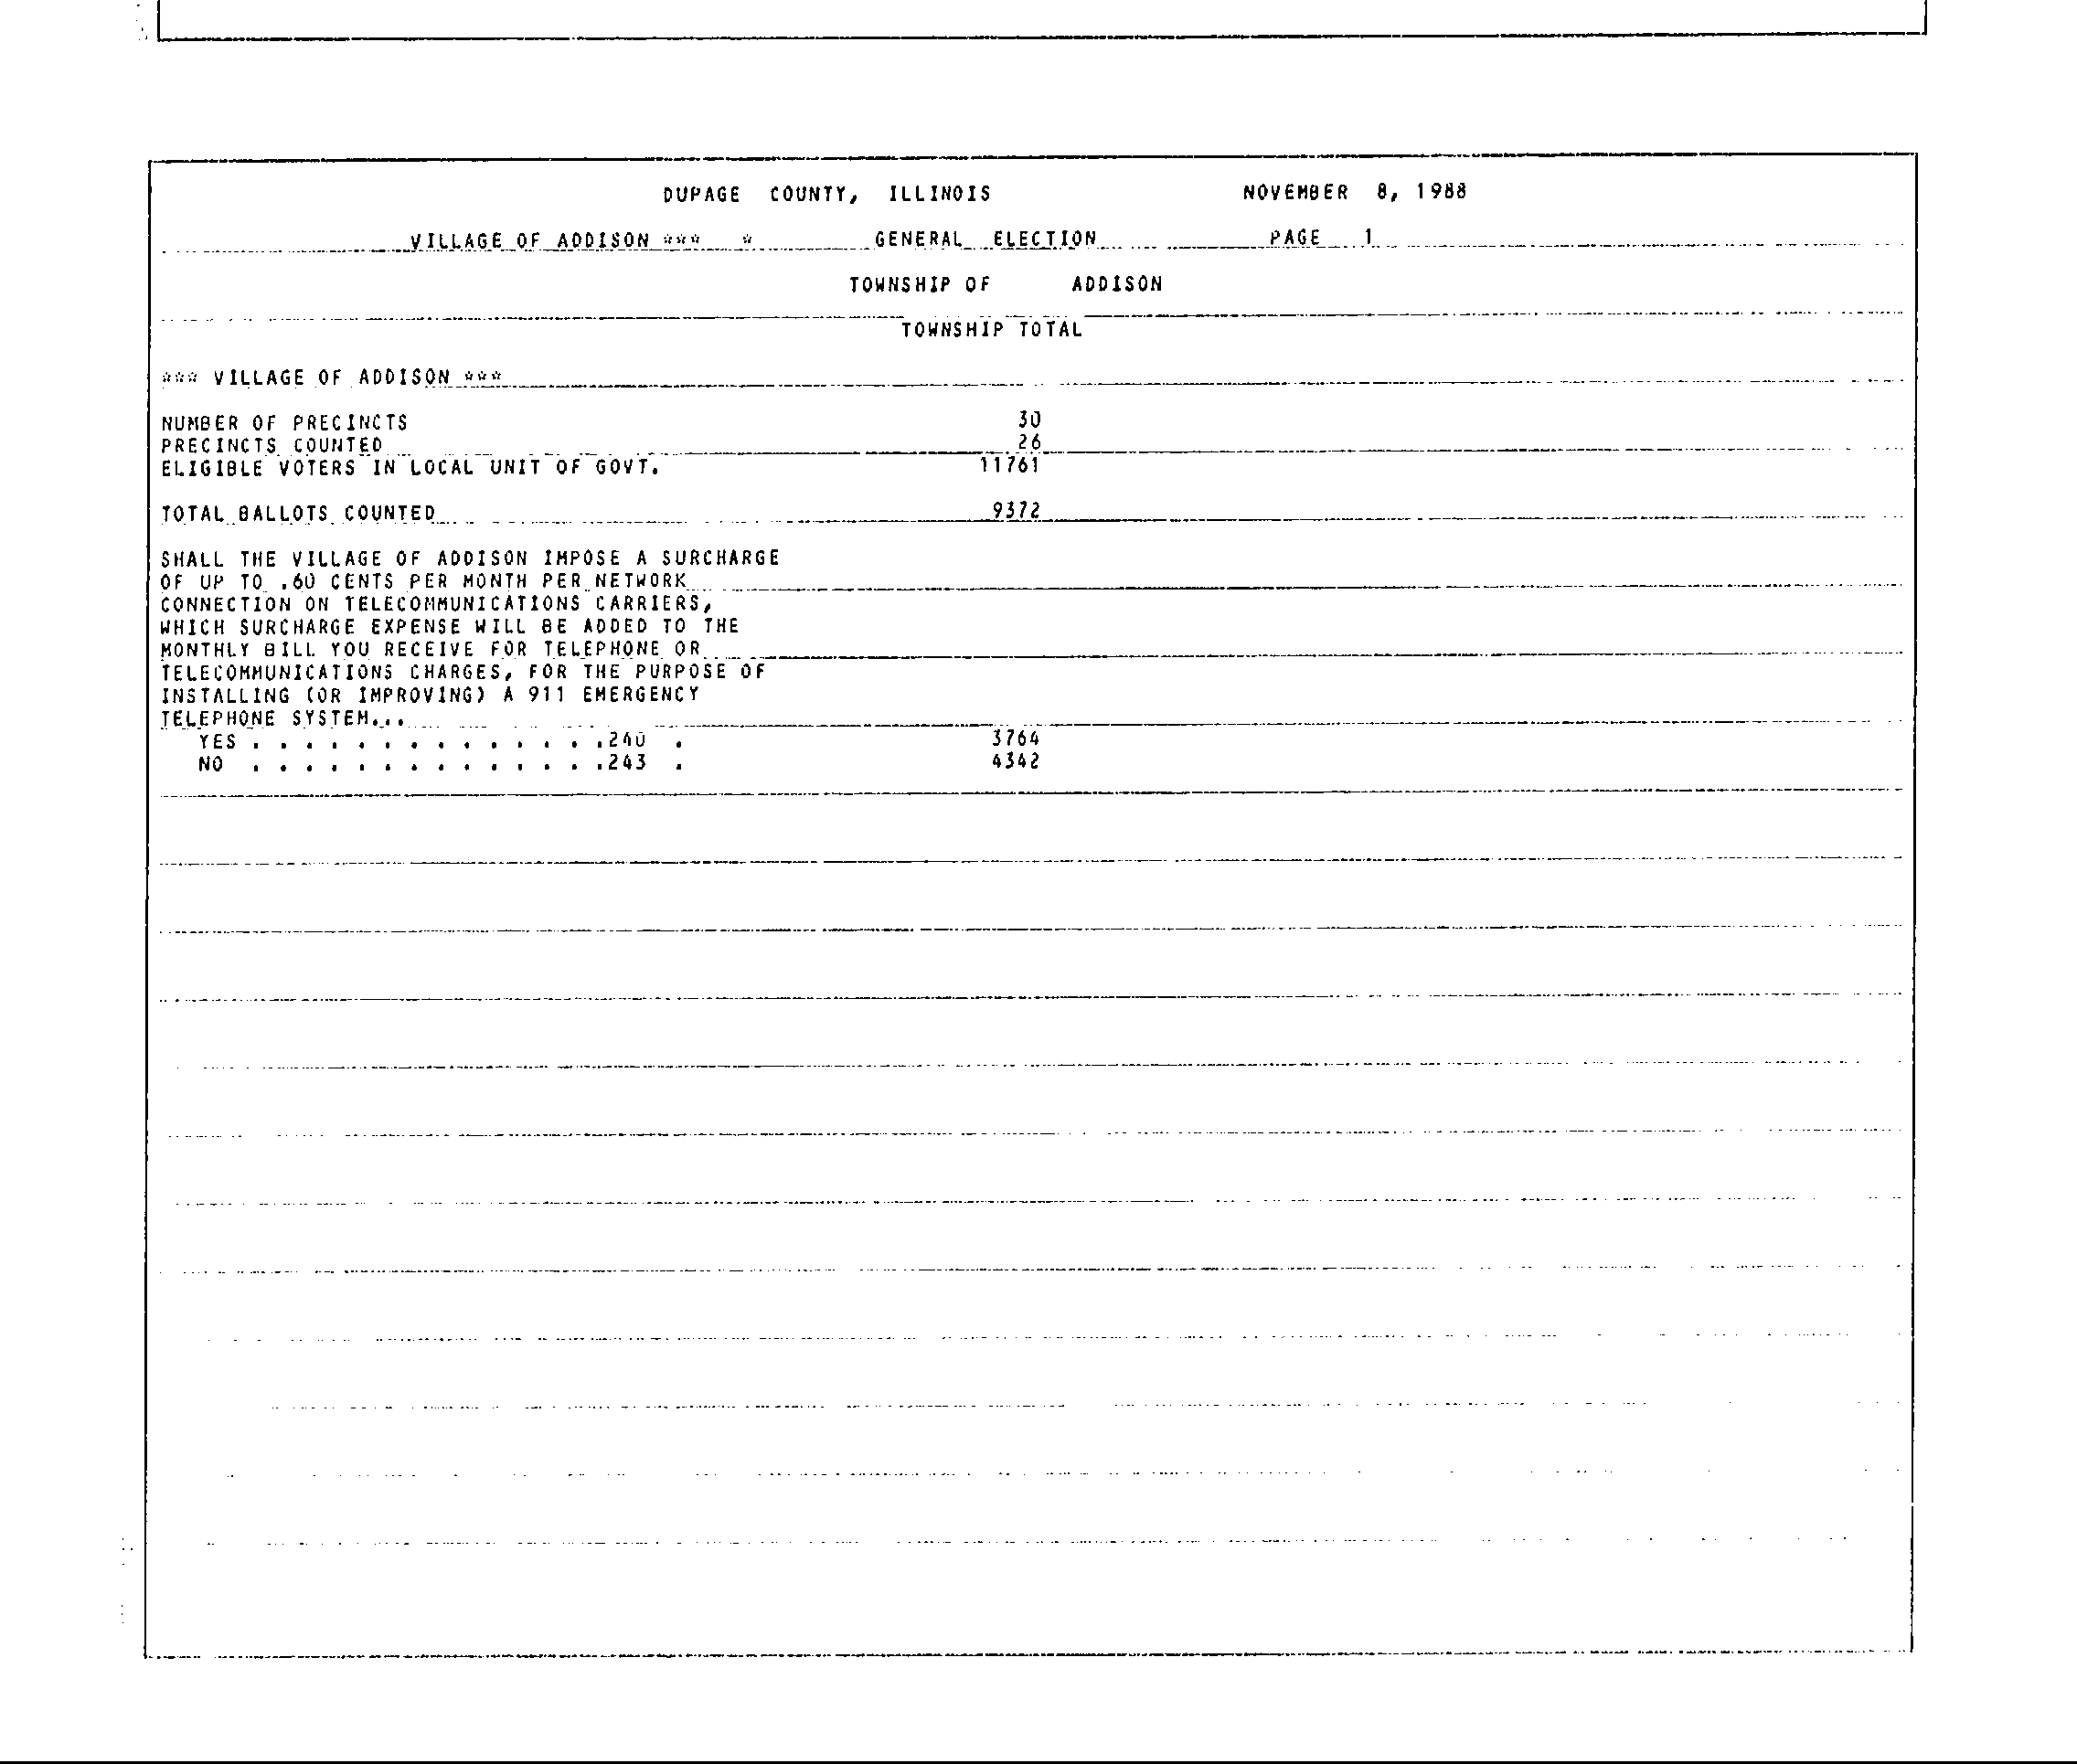 DUPAGE COUNTY, ILLINOIS NOVEMBER 8, 1988
VILLAGE OF ADDISON *** * GENERAL ELECTION PAGE 1
TOWNSHIP OF ADDISON
TOWNSHIP TOTAL
*** VILLAGE OF ADDISON ***
NUMBER OF PRECINCTS 30
PRECINCTS COUNTED 26
ELIGIBLE VOTERS IN LOCAL UNIT OF GOVT. 11761
TOTAL BALLOTS COUNTED 9372
SHALL THE VILLAGE OF ADDISON IMPOSE A SURCHARGE
OF UP TO .60 CENTS PER MONTH PER NETWORK
CONNECTION ON TELECOMMUNICATIONS CARRIERS,
WHICH SURCHARGE EXPENSE WILL BE ADDED TO THE
MONTHLY BILL YOU RECEIVE FOR TELEPHONE OR
TELECOMMUNICATIONS CHARGES, FOR THE PURPOSE OF
INSTALLING (OR IMPROVING) A 911 EMERGENCY
TELEPHONE SYSTEM...
YES . . . . . . . . . . . . . .240 . 3764
NO . . . . . . . . . . . . . .243 . 4342